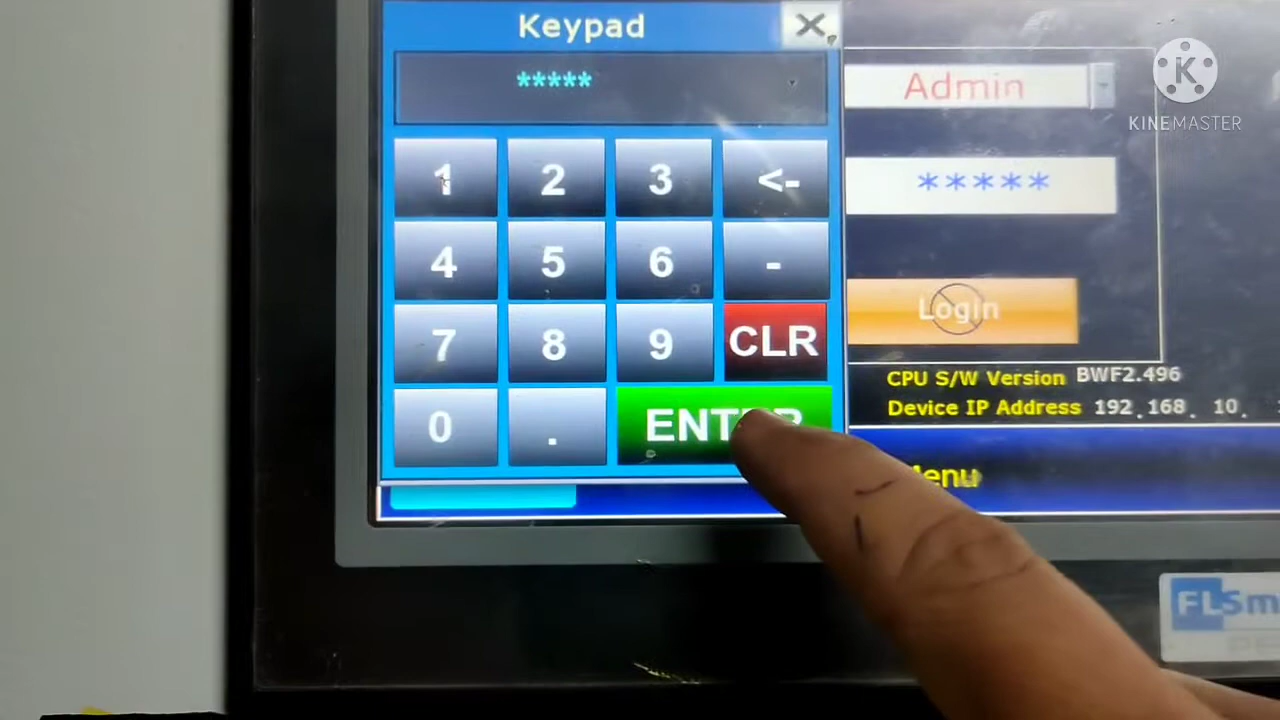 Keypad
X
*****
1 2 3 <-
4 5 6 -
7 8 9 CLR
0 .
Admin
*****
Login
CPU S/W Version BWF2.496
Device IP Address 192.168. 10.
K
KINEMASTER